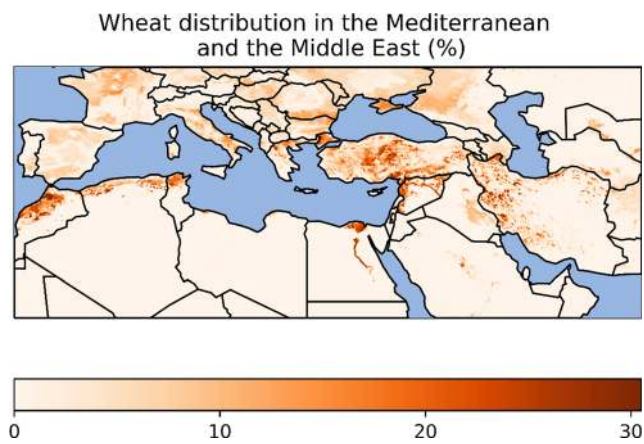 Wheat distribution in the Mediterranean
and the Middle East (%)
0 10 20 30